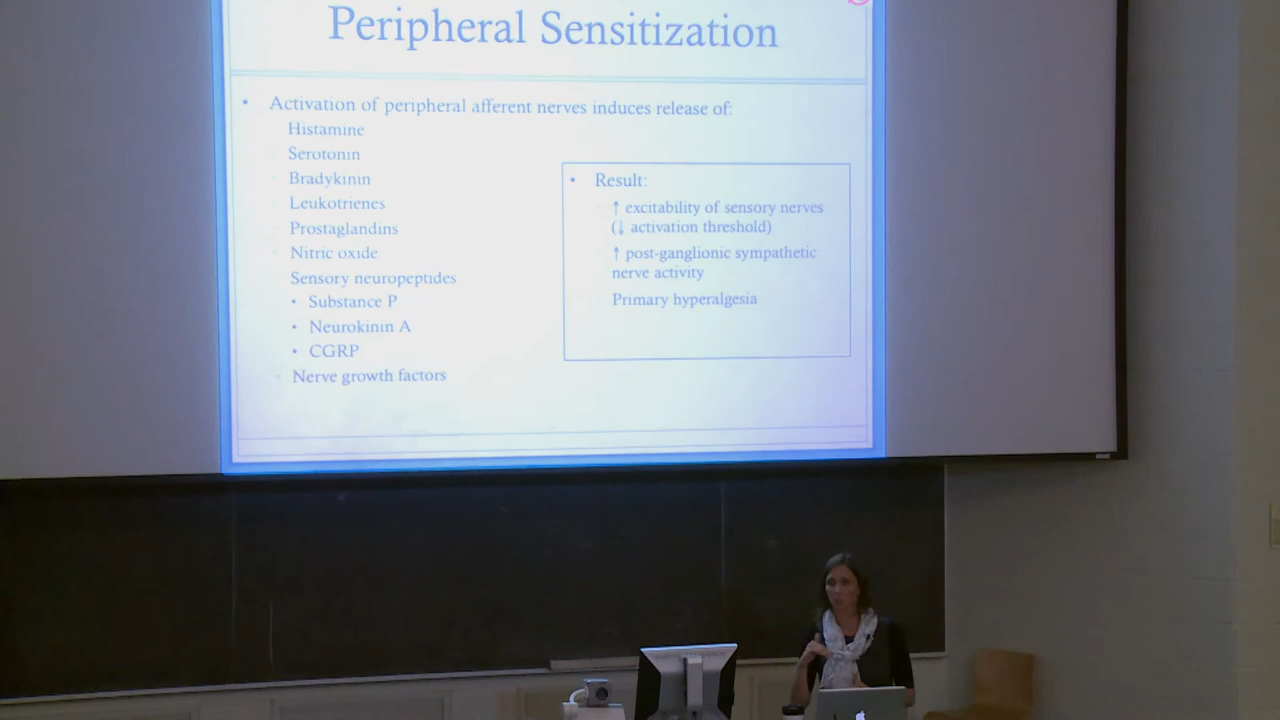 Peripheral Sensitization
• Activation of peripheral afferent nerves induces release of:
Histamine
Serotonin
Bradykinin
Leukotrienes
Prostaglandins
Nitric oxide
Sensory neuropeptides
• Substance P
• Neurokinin A
• CGRP
Nerve growth factors
• Result:
↑ excitability of sensory nerves
(↓ activation threshold)
↑ post-ganglionic sympathetic
nerve activity
Primary hyperalgesia